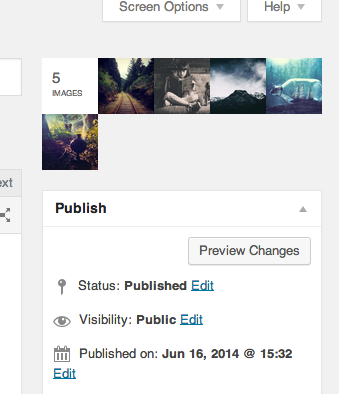 Screen Options Help
5
IMAGES
ext
Publish
Preview Changes
Status: Published Edit
Visibility: Public Edit
Published on: Jun 16, 2014 @ 15:32
Edit